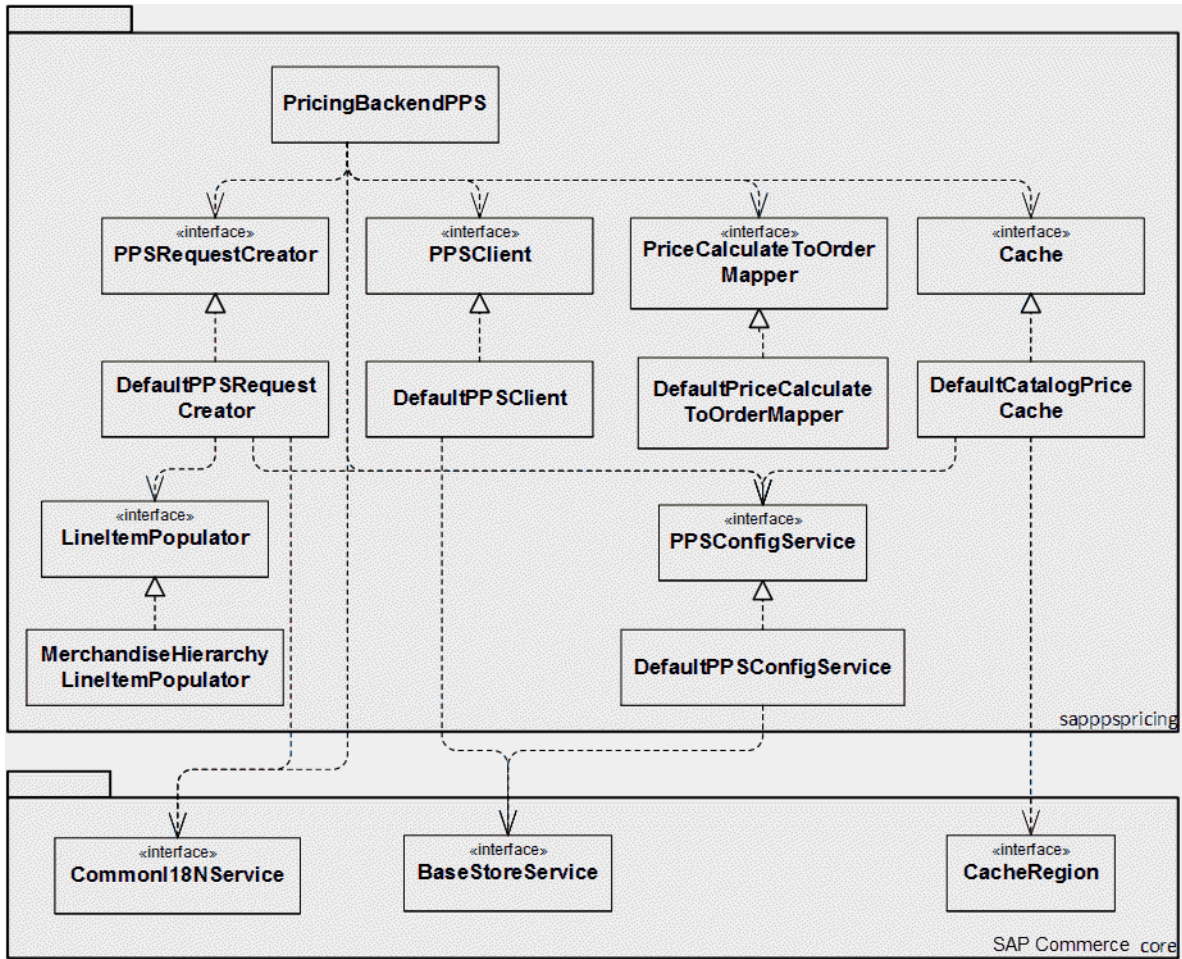 PricingBackendPPS
«interface»
PPSRequestCreator
«interface»
PPSClient
«interface»
PriceCalculateToOrder
Mapper
«interface»
Cache
DefaultPPSRequest
Creator
DefaultPPSClient
DefaultPriceCalculate
ToOrderMapper
DefaultCatalogPrice
Cache
«interface»
LineItemPopulator
«interface»
PPSConfigService
MerchandiseHierarchy
LineItemPopulator
DefaultPPSConfigService
sapppspricing
«interface»
CommonI18NService
«interface»
BaseStoreService
«interface»
CacheRegion
SAP Commerce core